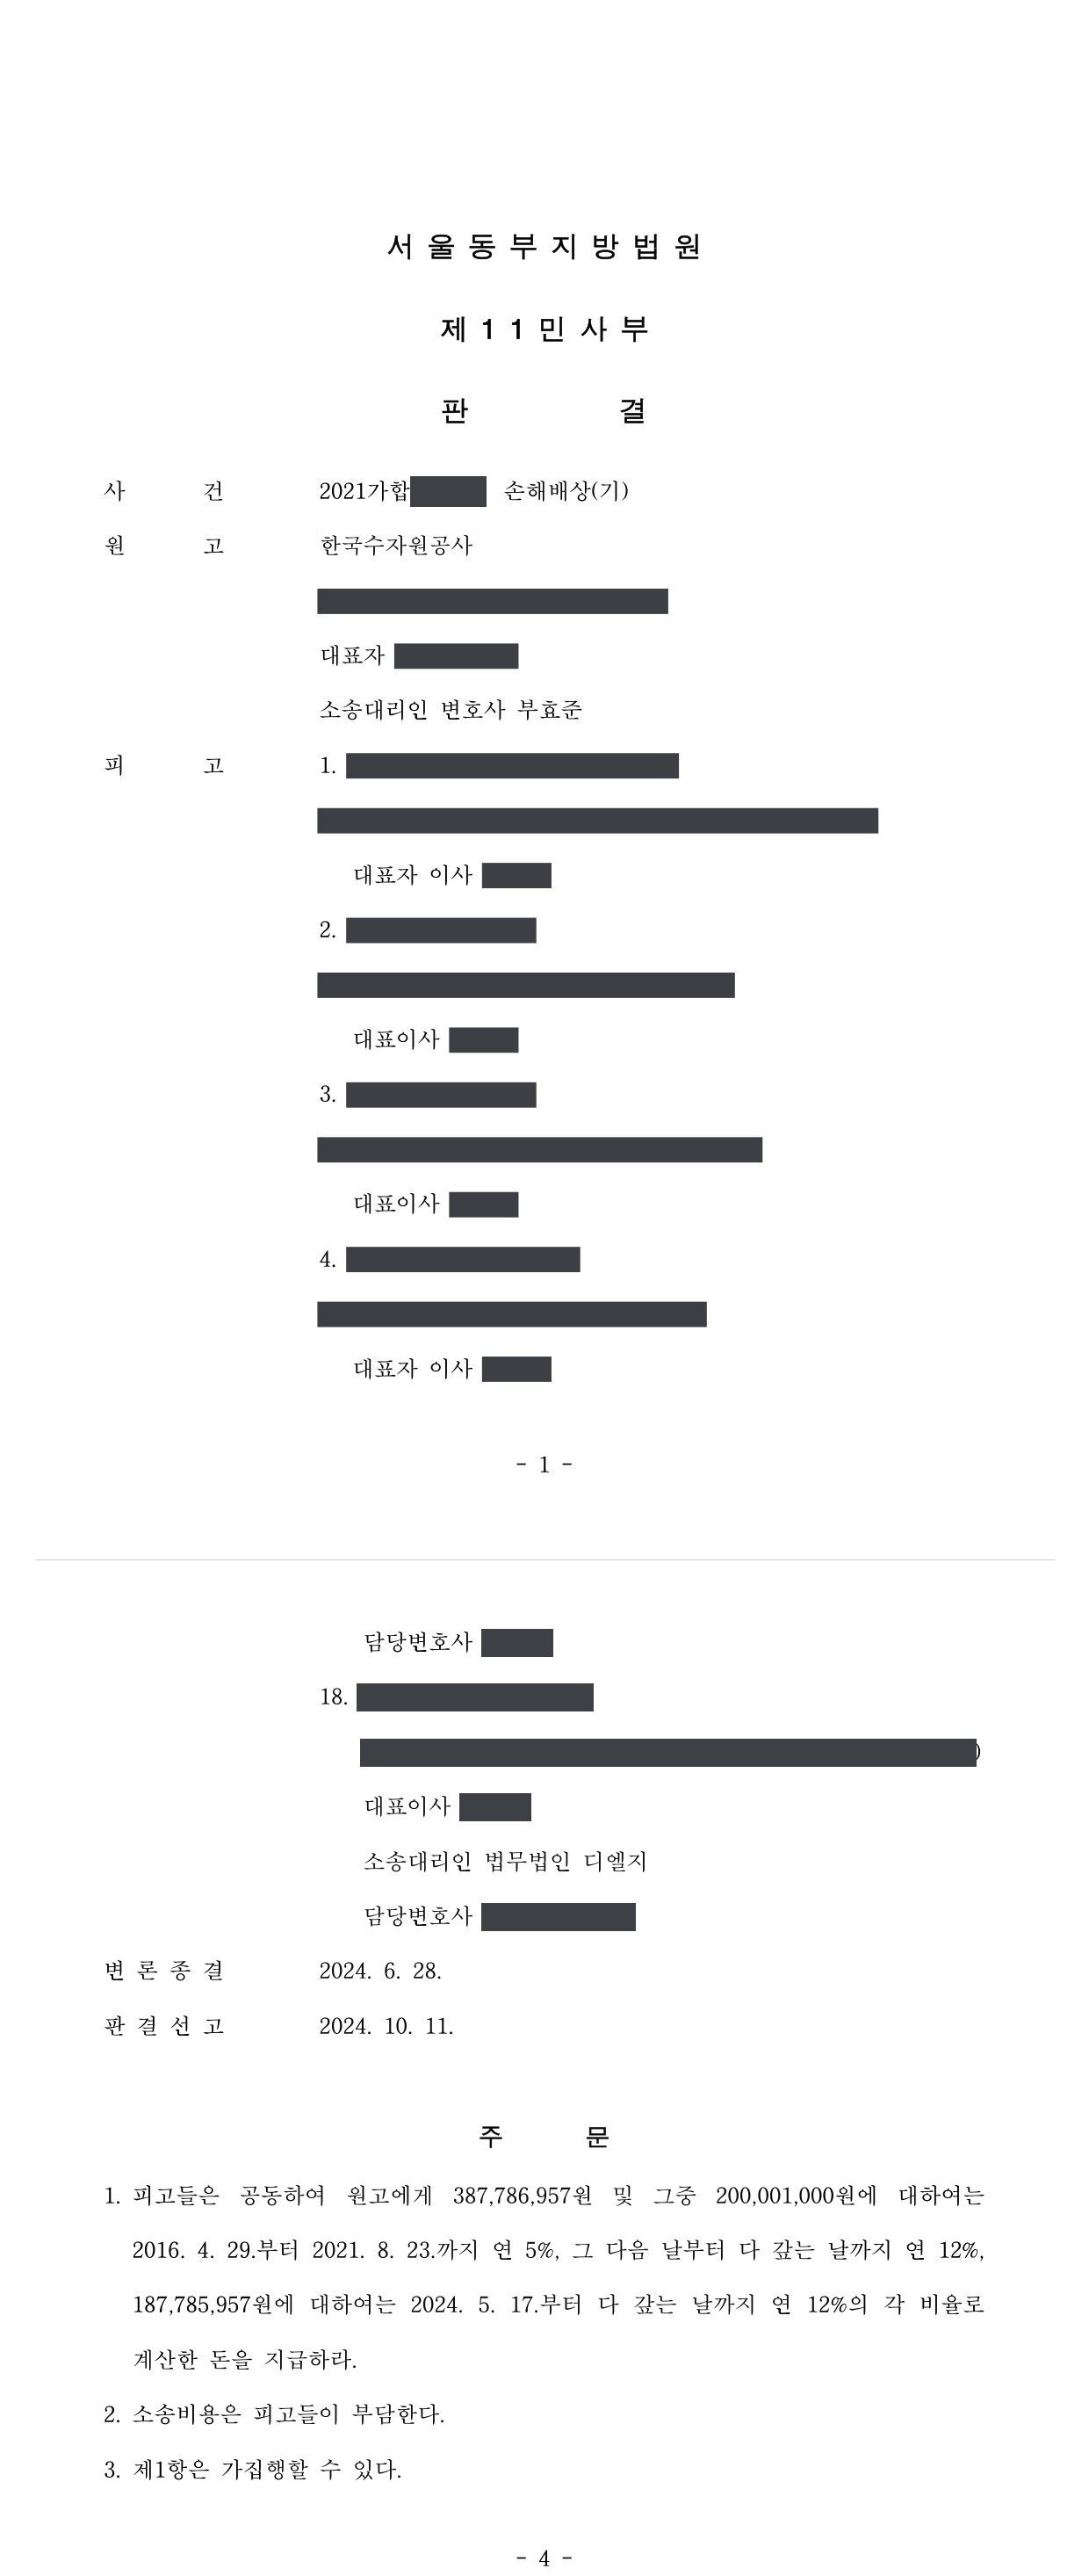 서울동부지방법원
제11민사부
판 결
사 건 2021가합 손해배상(기)
원 고 한국수자원공사
대표자
소송대리인 변호사 부효준
피 고 1.
대표자 이사
2.
대표이사
3.
대표이사
4.
대표자 이사
- 1 -
담당변호사
18.
)
대표이사
소송대리인 법무법인 디엘지
담당변호사
변론종결 2024. 6. 28.
판결선고 2024. 10. 11.
주 문
1. 피고들은 공동하여 원고에게 387,786,957원 및 그중 200,001,000원에 대하여는
2016. 4. 29.부터 2021. 8. 23.까지 연 5%, 그 다음 날부터 다 갚는 날까지 연 12%,
187,785,957원에 대하여는 2024. 5. 17.부터 다 갚는 날까지 연 12%의 각 비율로
계산한 돈을 지급하라.
2. 소송비용은 피고들이 부담한다.
3. 제1항은 가집행할 수 있다.
- 4 -